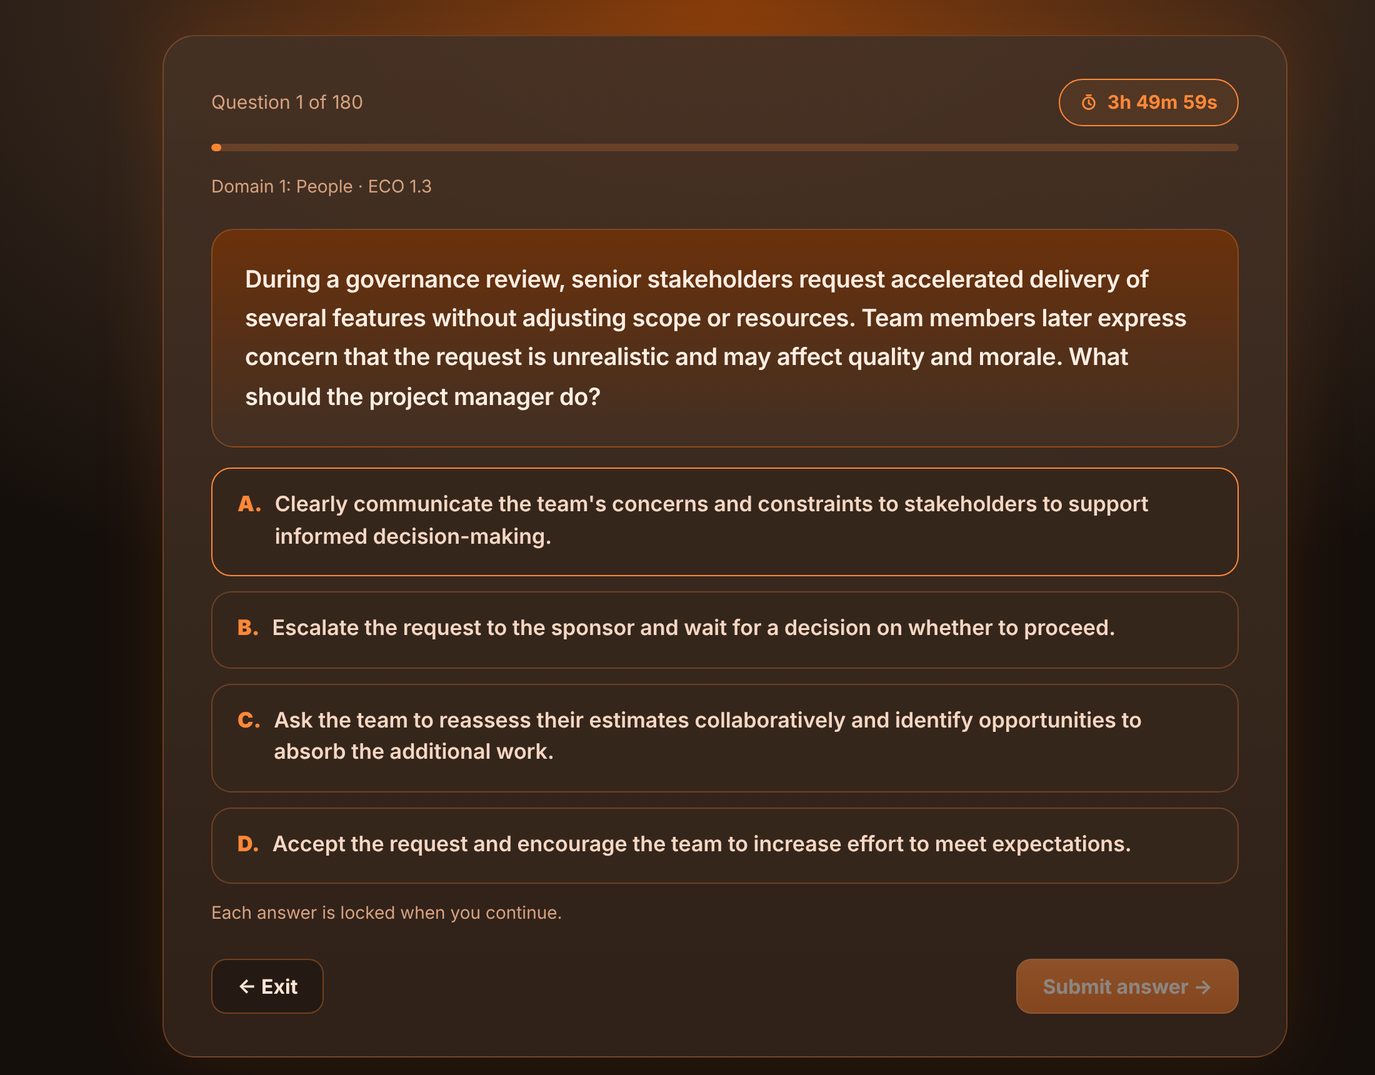 Question 1 of 180
3h 49m 59s
Domain 1: People · ECO 1.3
During a governance review, senior stakeholders request accelerated delivery of
several features without adjusting scope or resources. Team members later express
concern that the request is unrealistic and may affect quality and morale. What
should the project manager do?
A. Clearly communicate the team's concerns and constraints to stakeholders to support
informed decision-making.
B. Escalate the request to the sponsor and wait for a decision on whether to proceed.
C. Ask the team to reassess their estimates collaboratively and identify opportunities to
absorb the additional work.
D. Accept the request and encourage the team to increase effort to meet expectations.
Each answer is locked when you continue.
← Exit
Submit answer →